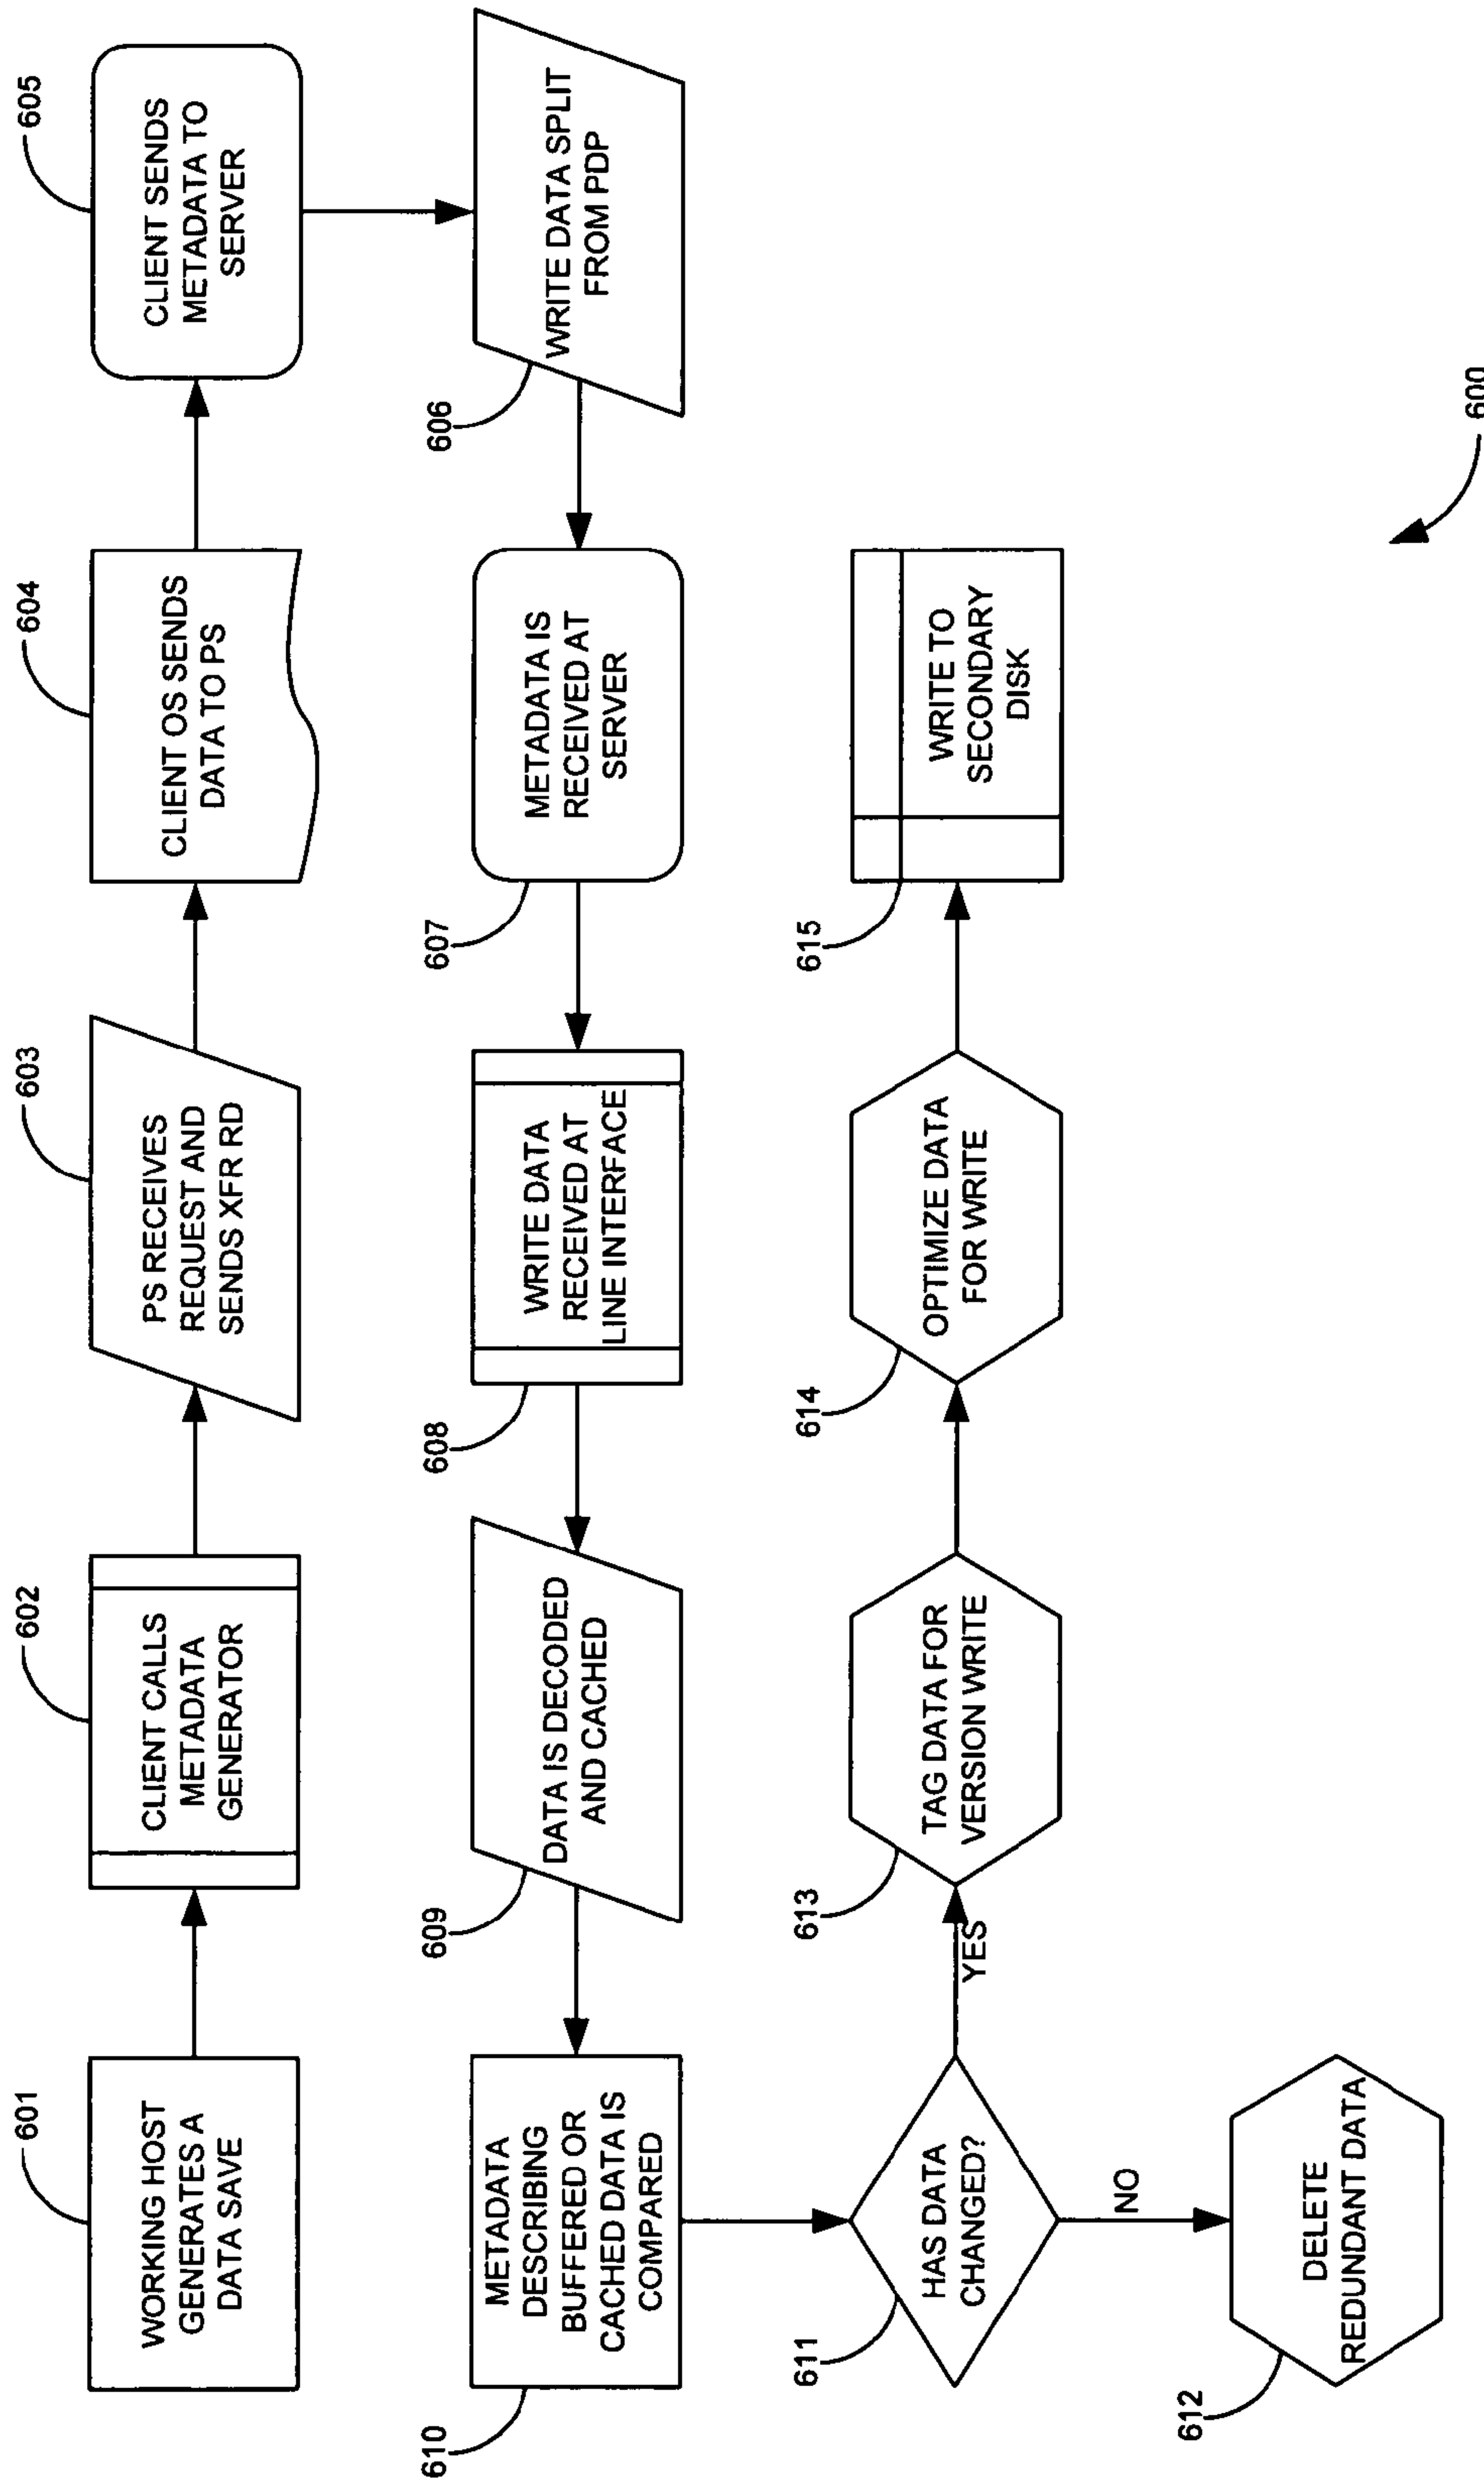 601
WORKING HOST
GENERATES A
DATA SAVE
602
CLIENT CALLS
METADATA
GENERATOR
603
PS RECEIVES
REQUEST AND
SENDS XFR RD
604
CLIENT OS SENDS
DATA TO PS
605
CLIENT SENDS
METADATA TO
SERVER
606
WRITE DATA SPLIT
FROM PDP
607
METADATA IS
RECEIVED AT
SERVER
608
WRITE DATA
RECEIVED AT
LINE INTERFACE
609
DATA IS DECODED
AND CACHED
610
METADATA
DESCRIBING
BUFFERED OR
CACHED DATA IS
COMPARED
611
HAS DATA
CHANGED?
NO
612
DELETE
REDUNDANT DATA
YES
613
TAG DATA FOR
VERSION WRITE
614
OPTIMIZE DATA
FOR WRITE
615
WRITE TO
SECONDARY
DISK
600